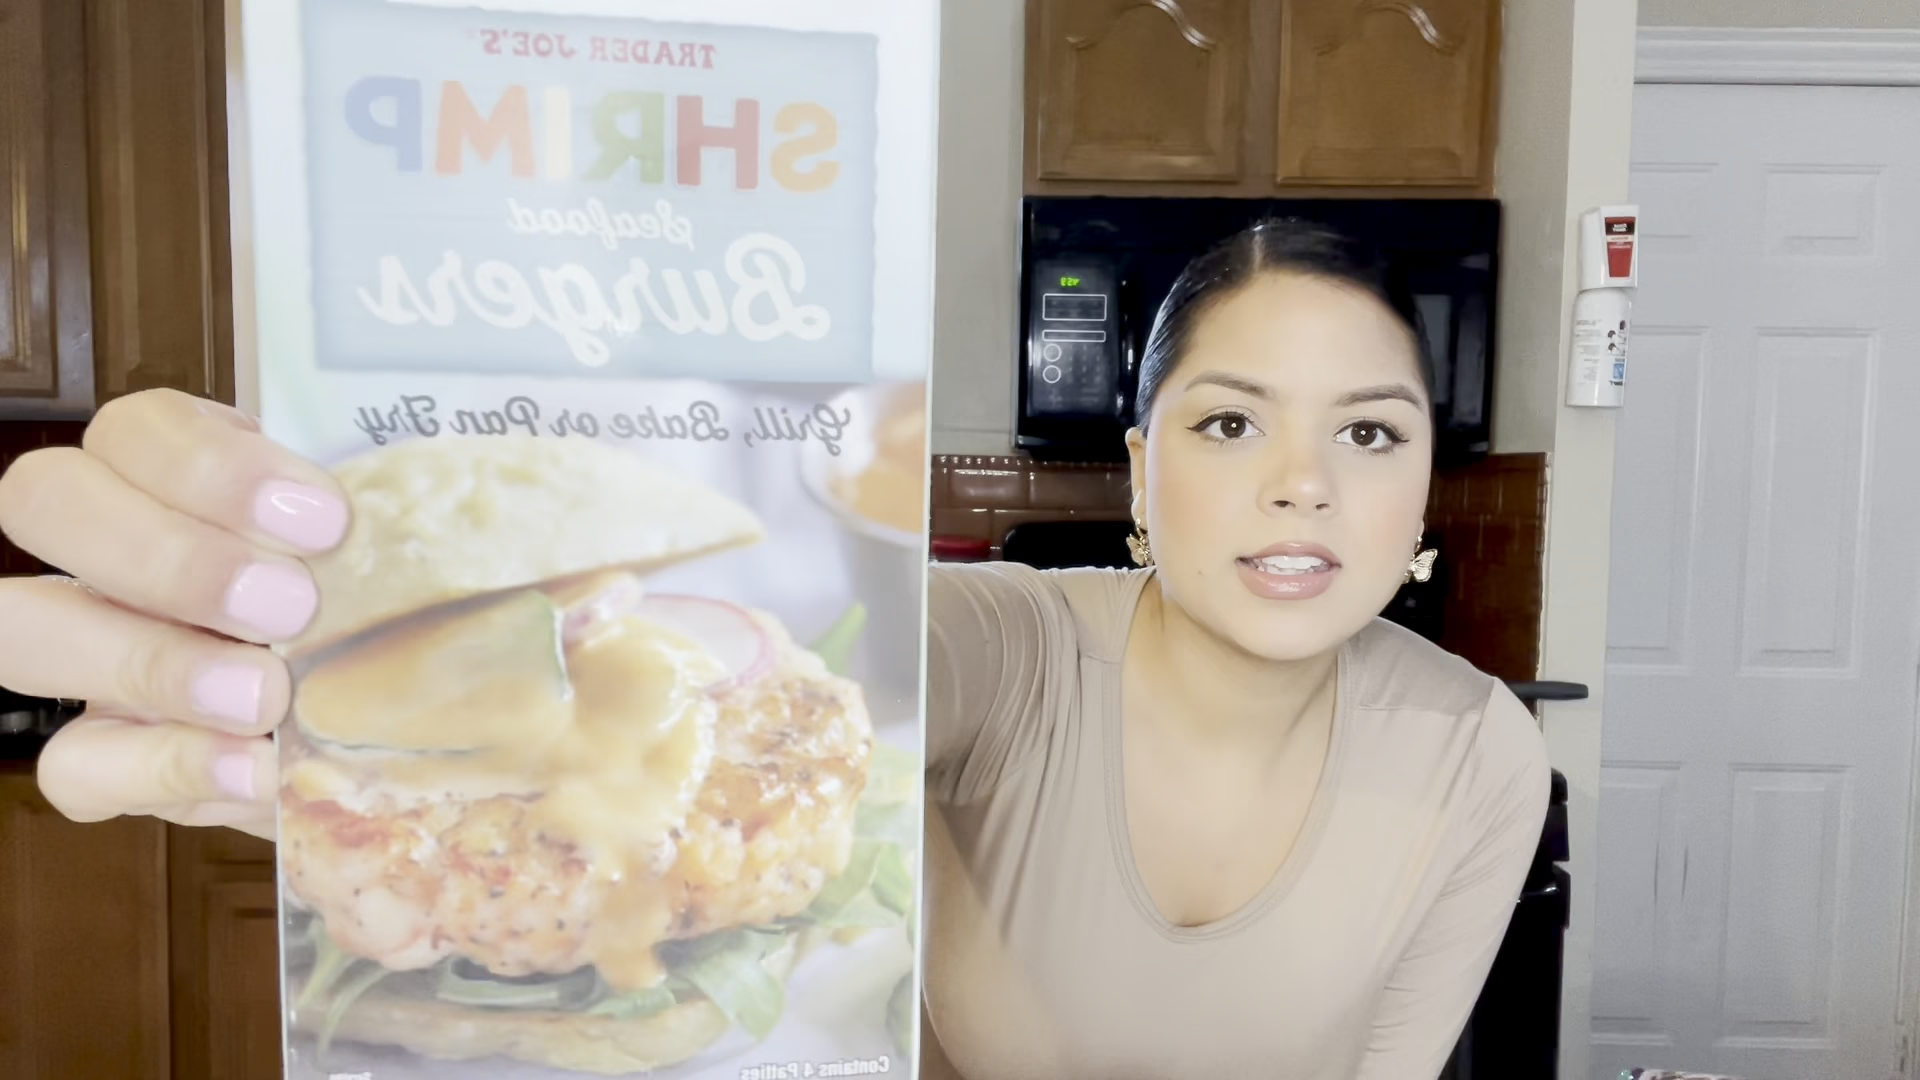 TRADER JOE'S
SHRIMP
Seafood
Burgers
Grill, Bake or Pan Fry
Contains 4 Patties